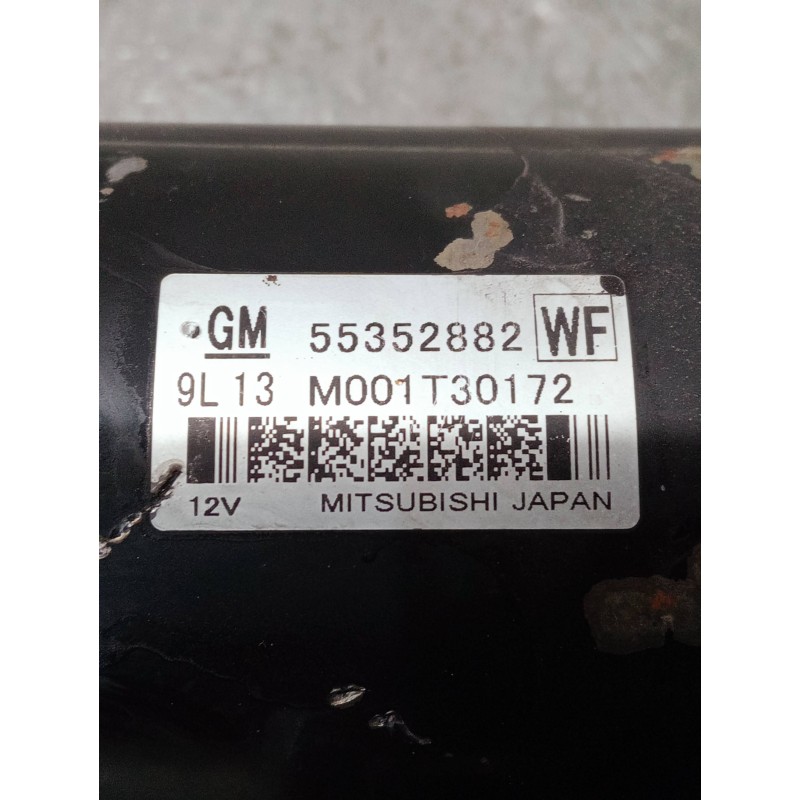 GM 55352882 WF
9L13 M001T30172
12V MITSUBISHI JAPAN